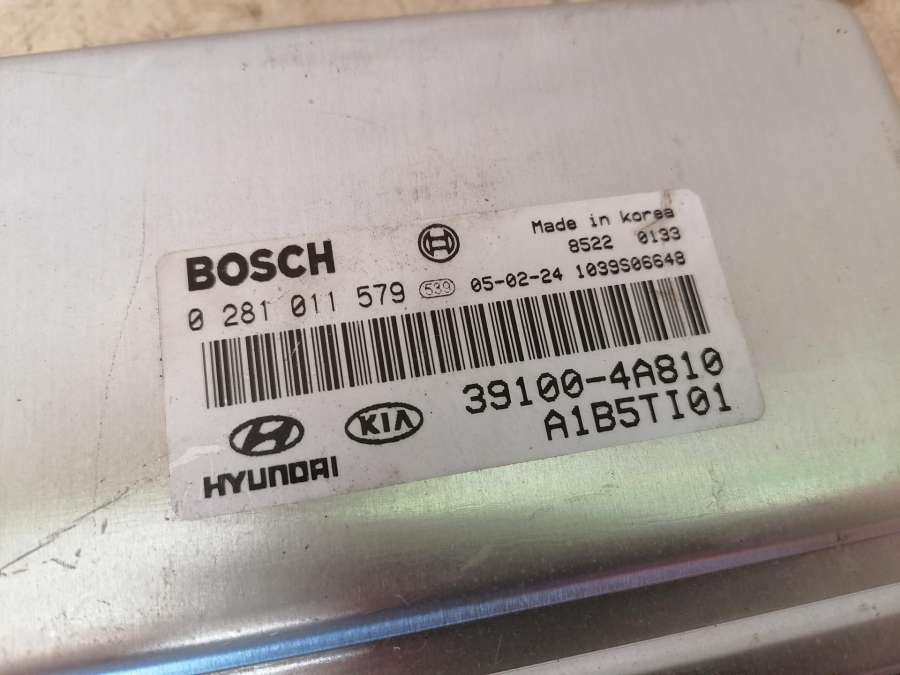 BOSCH
Made in korea
8522 0133
0 281 011 579 539 05-02-24 1039S06648
39100-4A810
A1B5TI01
HYUNDAI
KIA